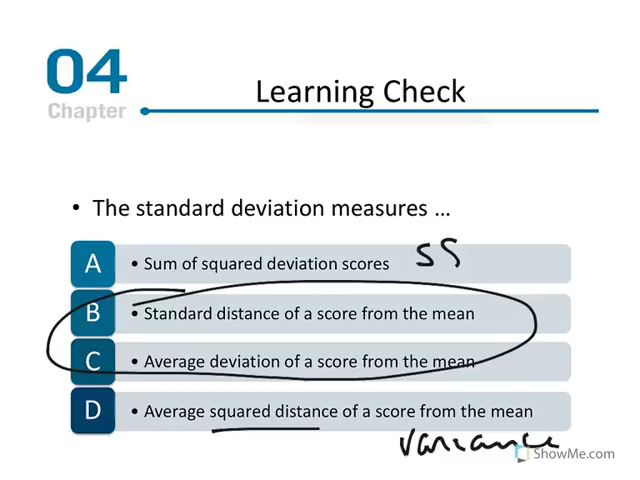 04
Chapter
Learning Check
• The standard deviation measures …
A • Sum of squared deviation scores SS
B • Standard distance of a score from the mean
C • Average deviation of a score from the mean
D • Average squared distance of a score from the mean
variance
ShowMe.com